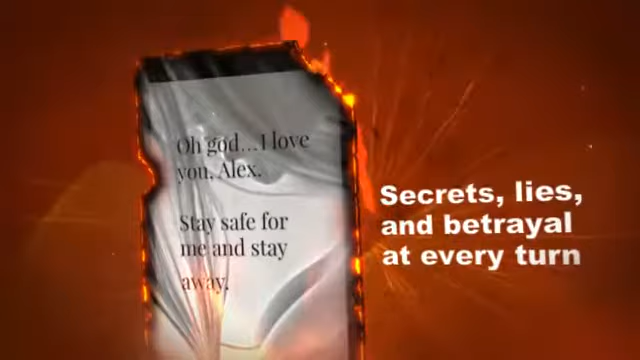 Oh god...I love
you, Alex.
Stay safe for
me and stay
away.
Secrets, lies,
and betrayal
at every turn